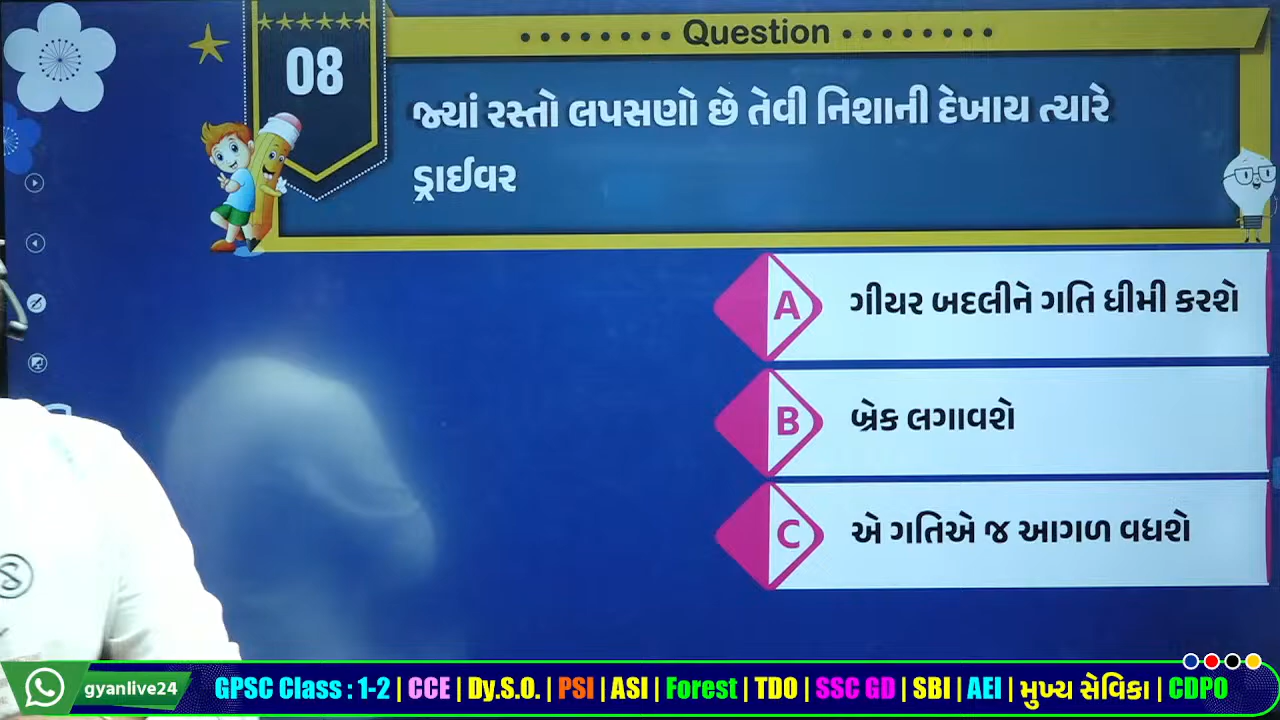 Question
08
જ્યાં રસ્તો લપસણો છે તેવી નિશાની દેખાય ત્યારે
ડ્રાઈવર
A ગીયર બદલીને ગતિ ધીમી કરશે
B બ્રેક લગાવશે
C એ ગતિએ જ આગળ વધશે
gyanlive24
GPSC Class : 1-2 | CCE | Dy.S.O. | PSI | ASI | Forest | TDO | SSC GD | SBI | AEI | મુખ્ય સેવિકા | CDPO